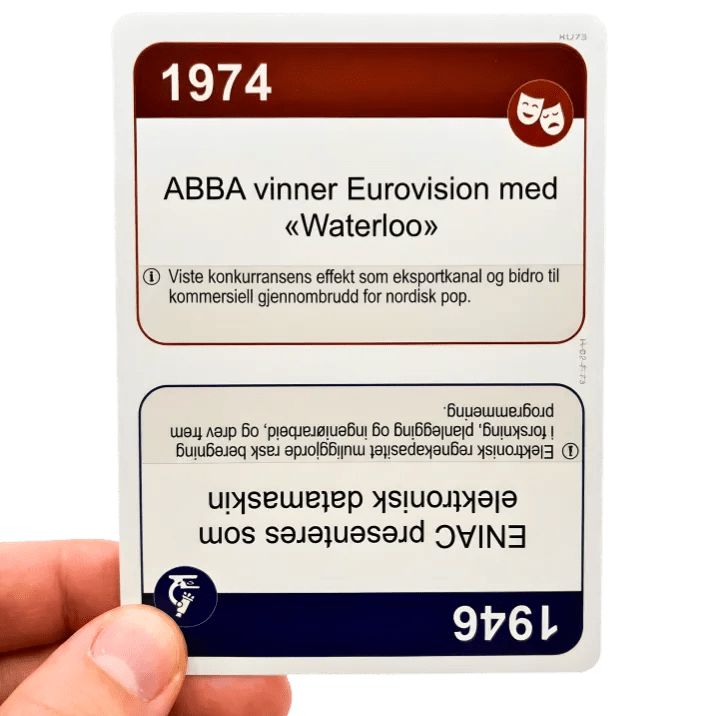 KU73
1974
ABBA vinner Eurovision med
«Waterloo»
Viste konkurransens effekt som eksportkanal og bidro til
kommersiell gjennombrudd for nordisk pop.
H-02-F-73
1946
ENIAC presenteres som
elektronisk datamaskin
Elektronisk regnekapasitet muliggjorde rask beregning
i forskning, planlegging og ingeniørarbeid, og drev frem
programmering.